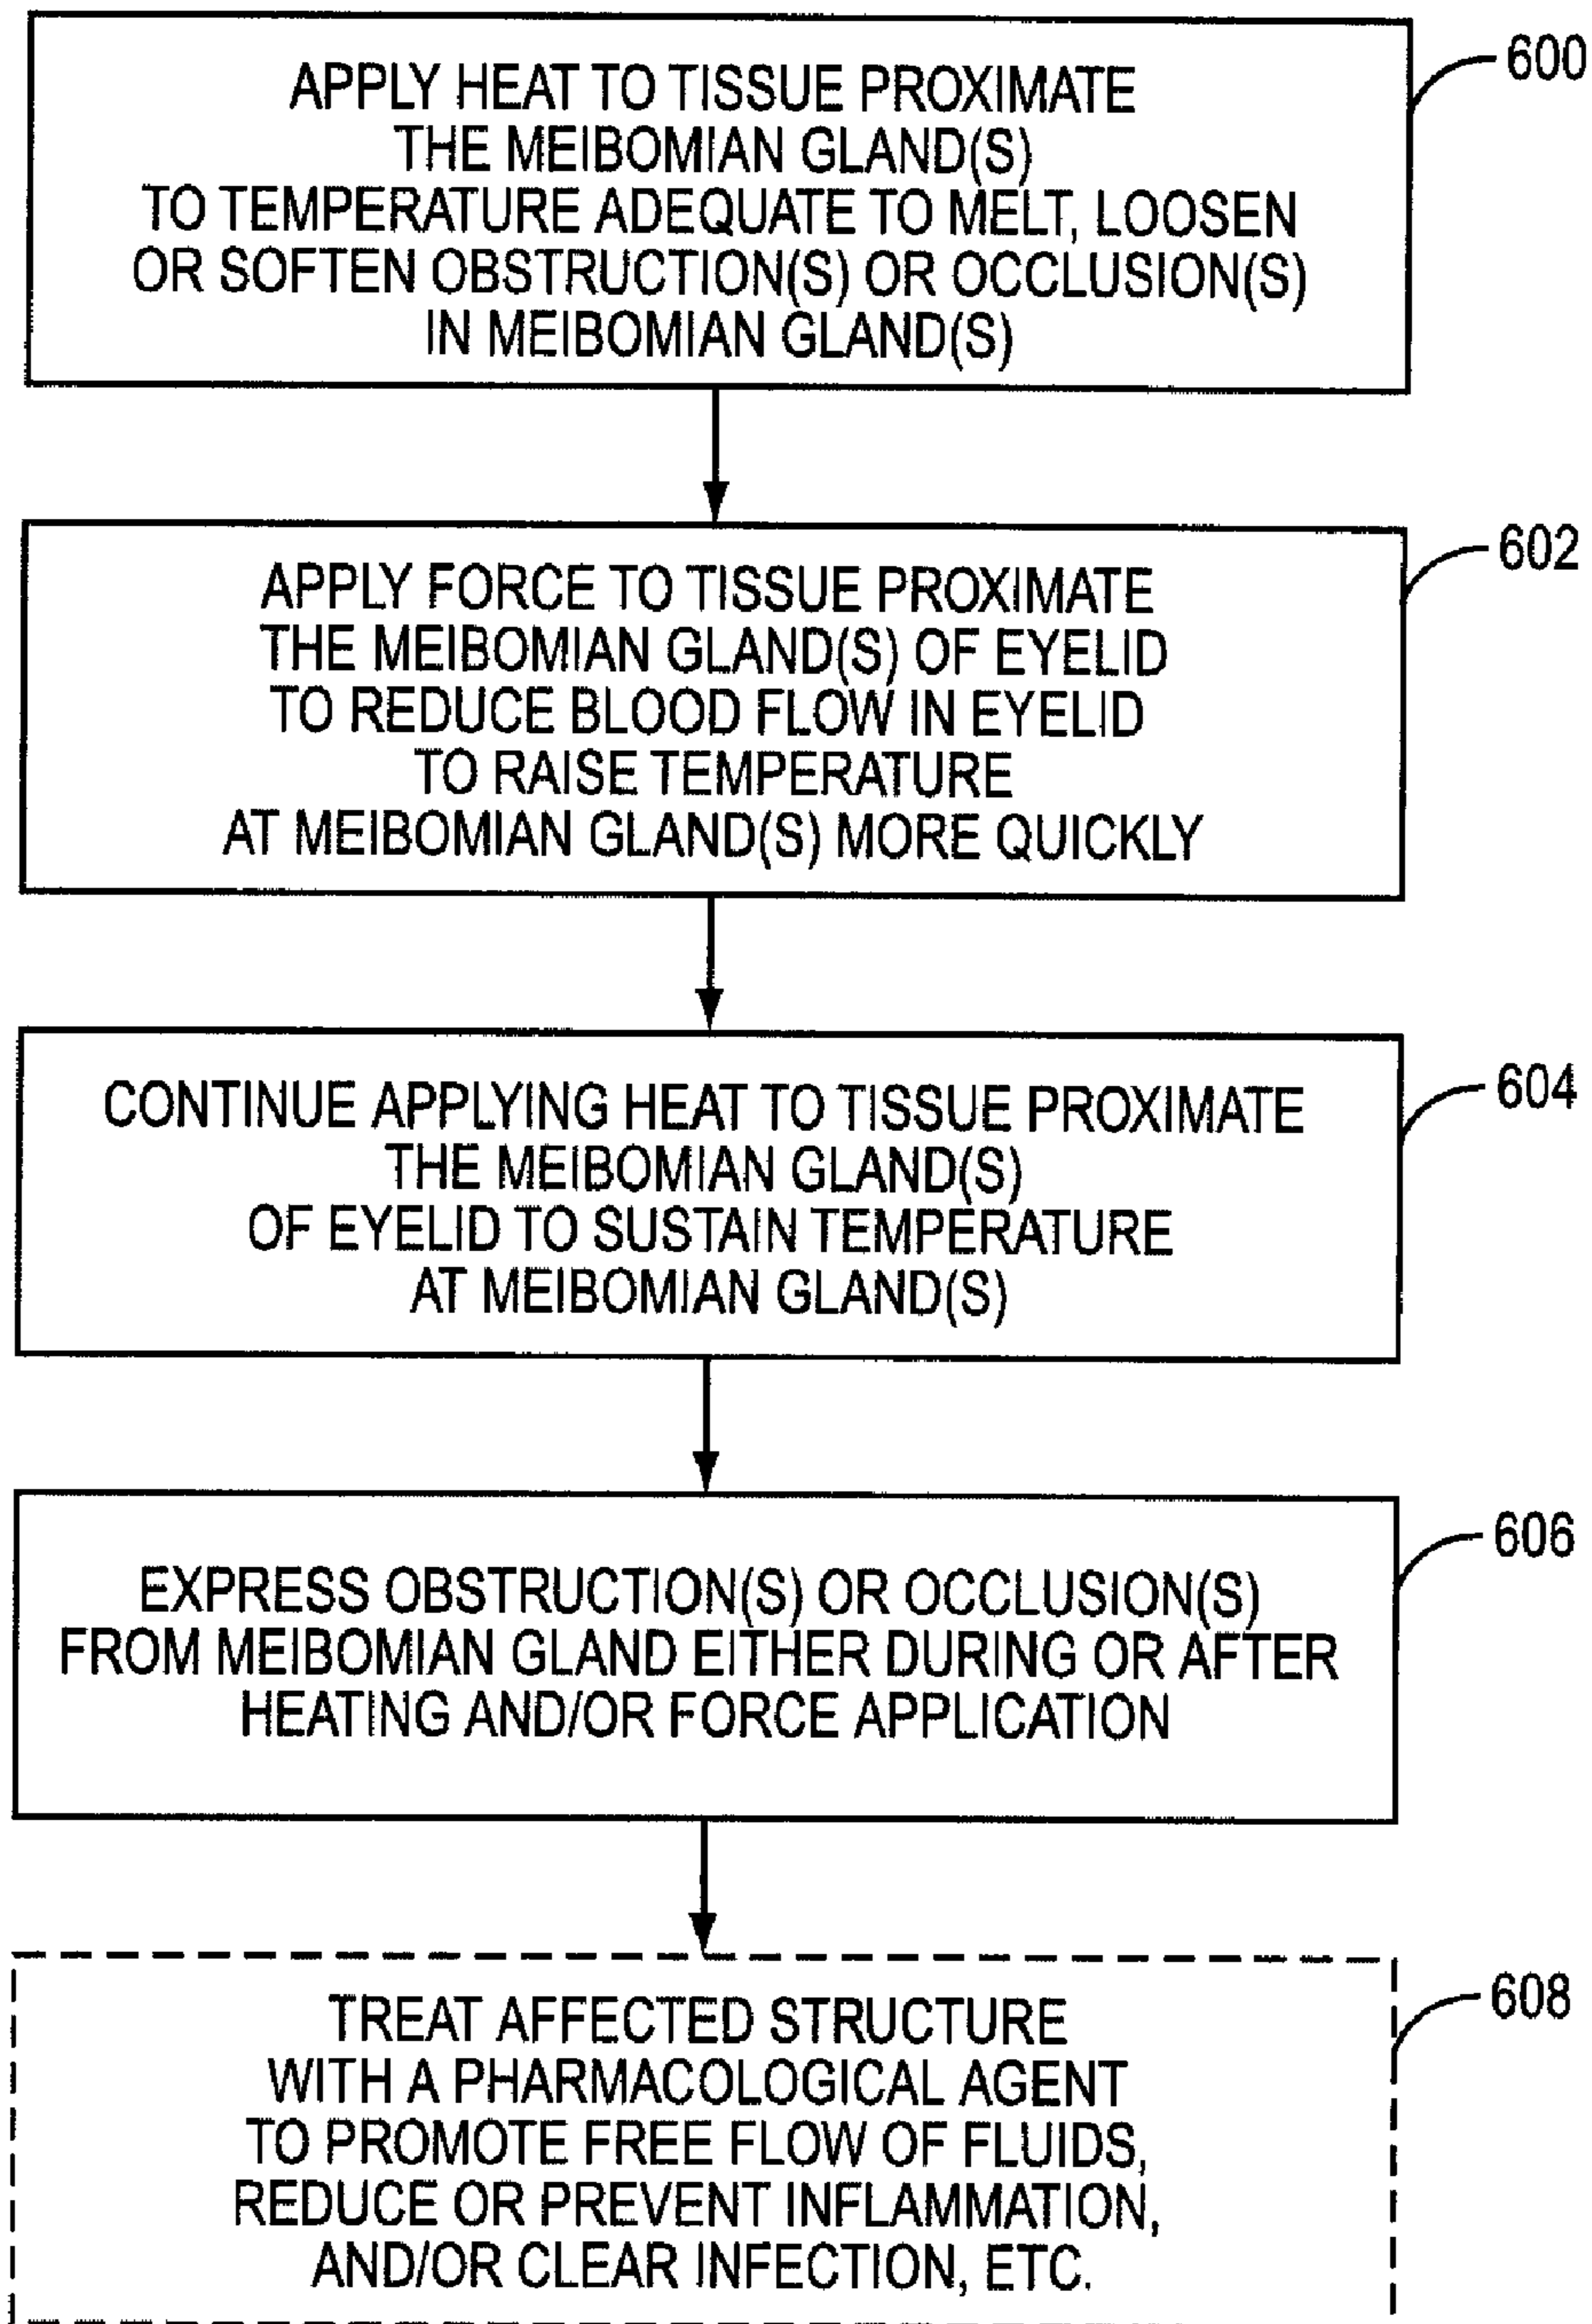 600
APPLY HEAT TO TISSUE PROXIMATE
THE MEIBOMIAN GLAND(S)
TO TEMPERATURE ADEQUATE TO MELT, LOOSEN
OR SOFTEN OBSTRUCTION(S) OR OCCLUSION(S)
IN MEIBOMIAN GLAND(S)
602
APPLY FORCE TO TISSUE PROXIMATE
THE MEIBOMIAN GLAND(S) OF EYELID
TO REDUCE BLOOD FLOW IN EYELID
TO RAISE TEMPERATURE
AT MEIBOMIAN GLAND(S) MORE QUICKLY
604
CONTINUE APPLYING HEAT TO TISSUE PROXIMATE
THE MEIBOMIAN GLAND(S)
OF EYELID TO SUSTAIN TEMPERATURE
AT MEIBOMIAN GLAND(S)
606
EXPRESS OBSTRUCTION(S) OR OCCLUSION(S)
FROM MEIBOMIAN GLAND EITHER DURING OR AFTER
HEATING AND/OR FORCE APPLICATION
608
TREAT AFFECTED STRUCTURE
WITH A PHARMACOLOGICAL AGENT
TO PROMOTE FREE FLOW OF FLUIDS,
REDUCE OR PREVENT INFLAMMATION,
AND/OR CLEAR INFECTION, ETC.